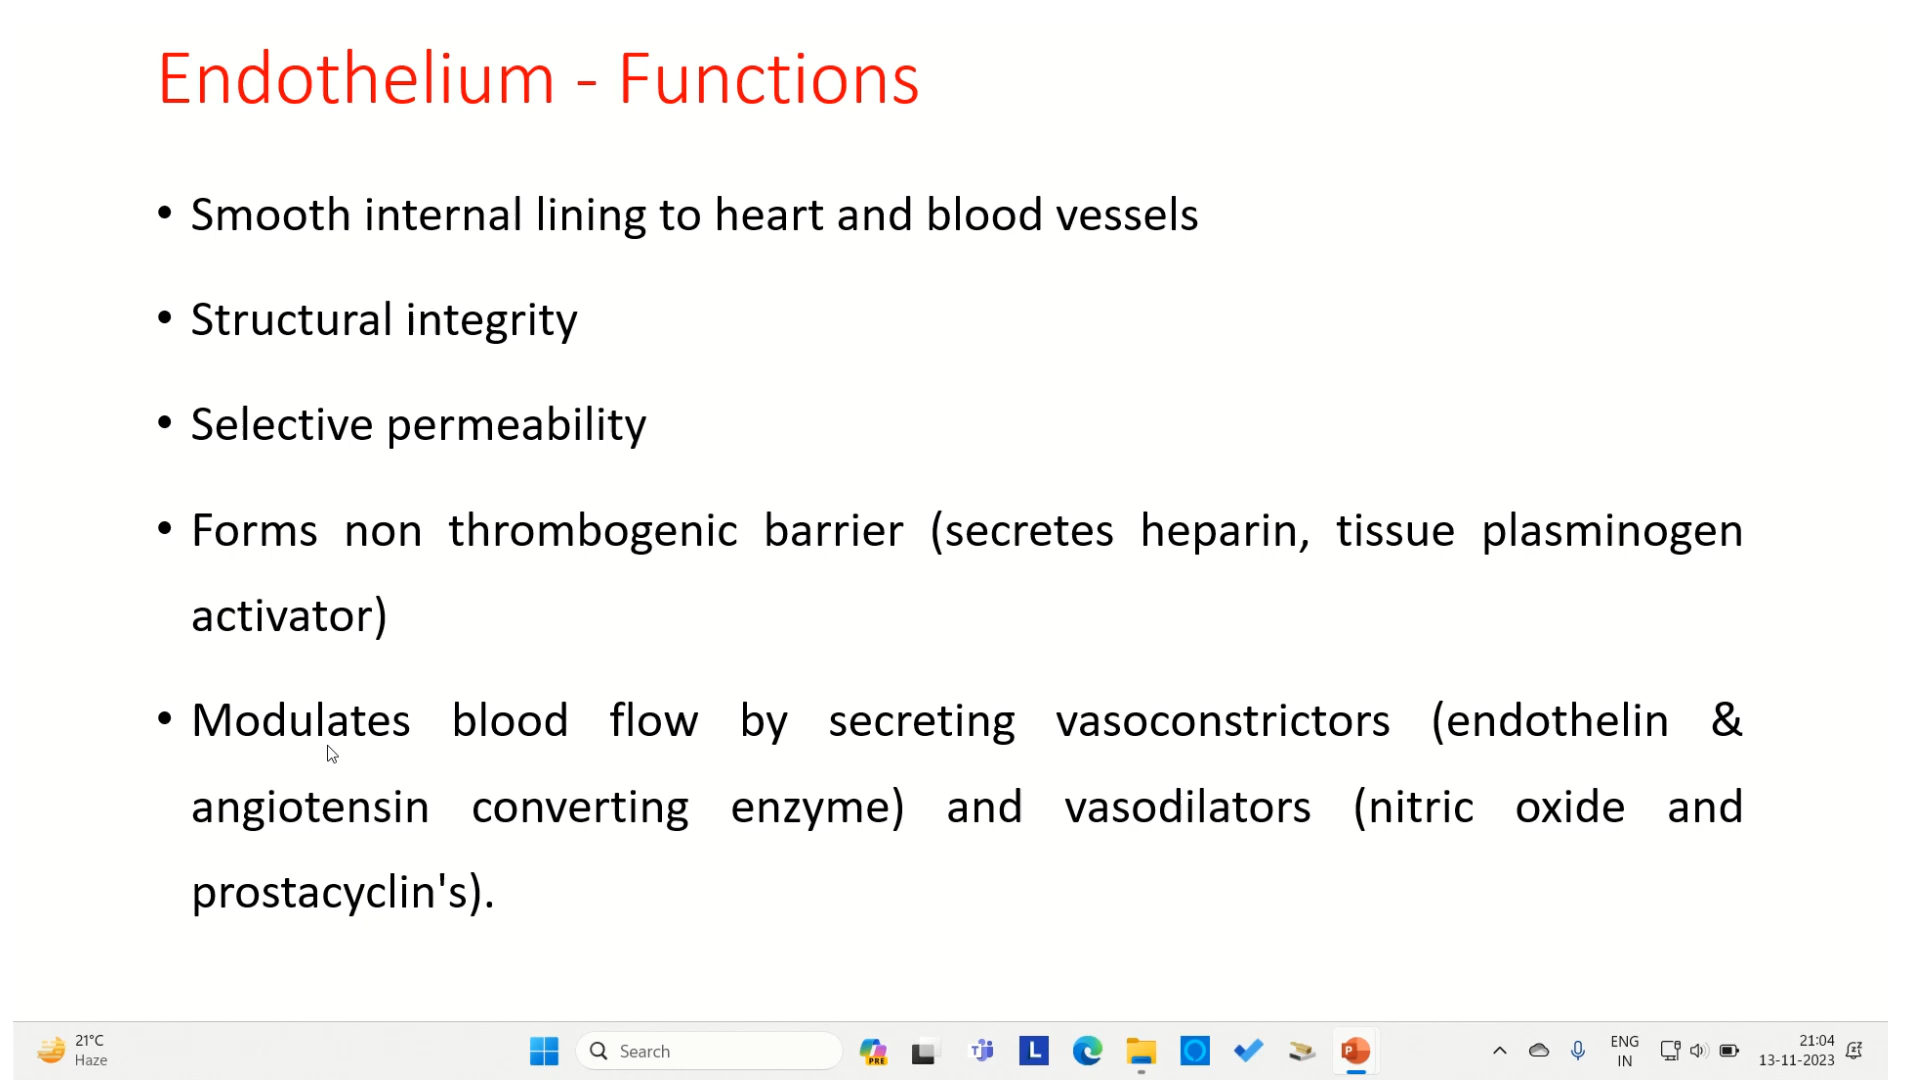 Endothelium - Functions
• Smooth internal lining to heart and blood vessels
• Structural integrity
• Selective permeability
• Forms non thrombogenic barrier (secretes heparin, tissue plasminogen
activator)
• Modulates blood flow by secreting vasoconstrictors (endothelin &
angiotensin converting enzyme) and vasodilators (nitric oxide and
prostacyclin's).
21°C
Haze
Search
PRE
L
P
ENG
IN
21:04
13-11-2023